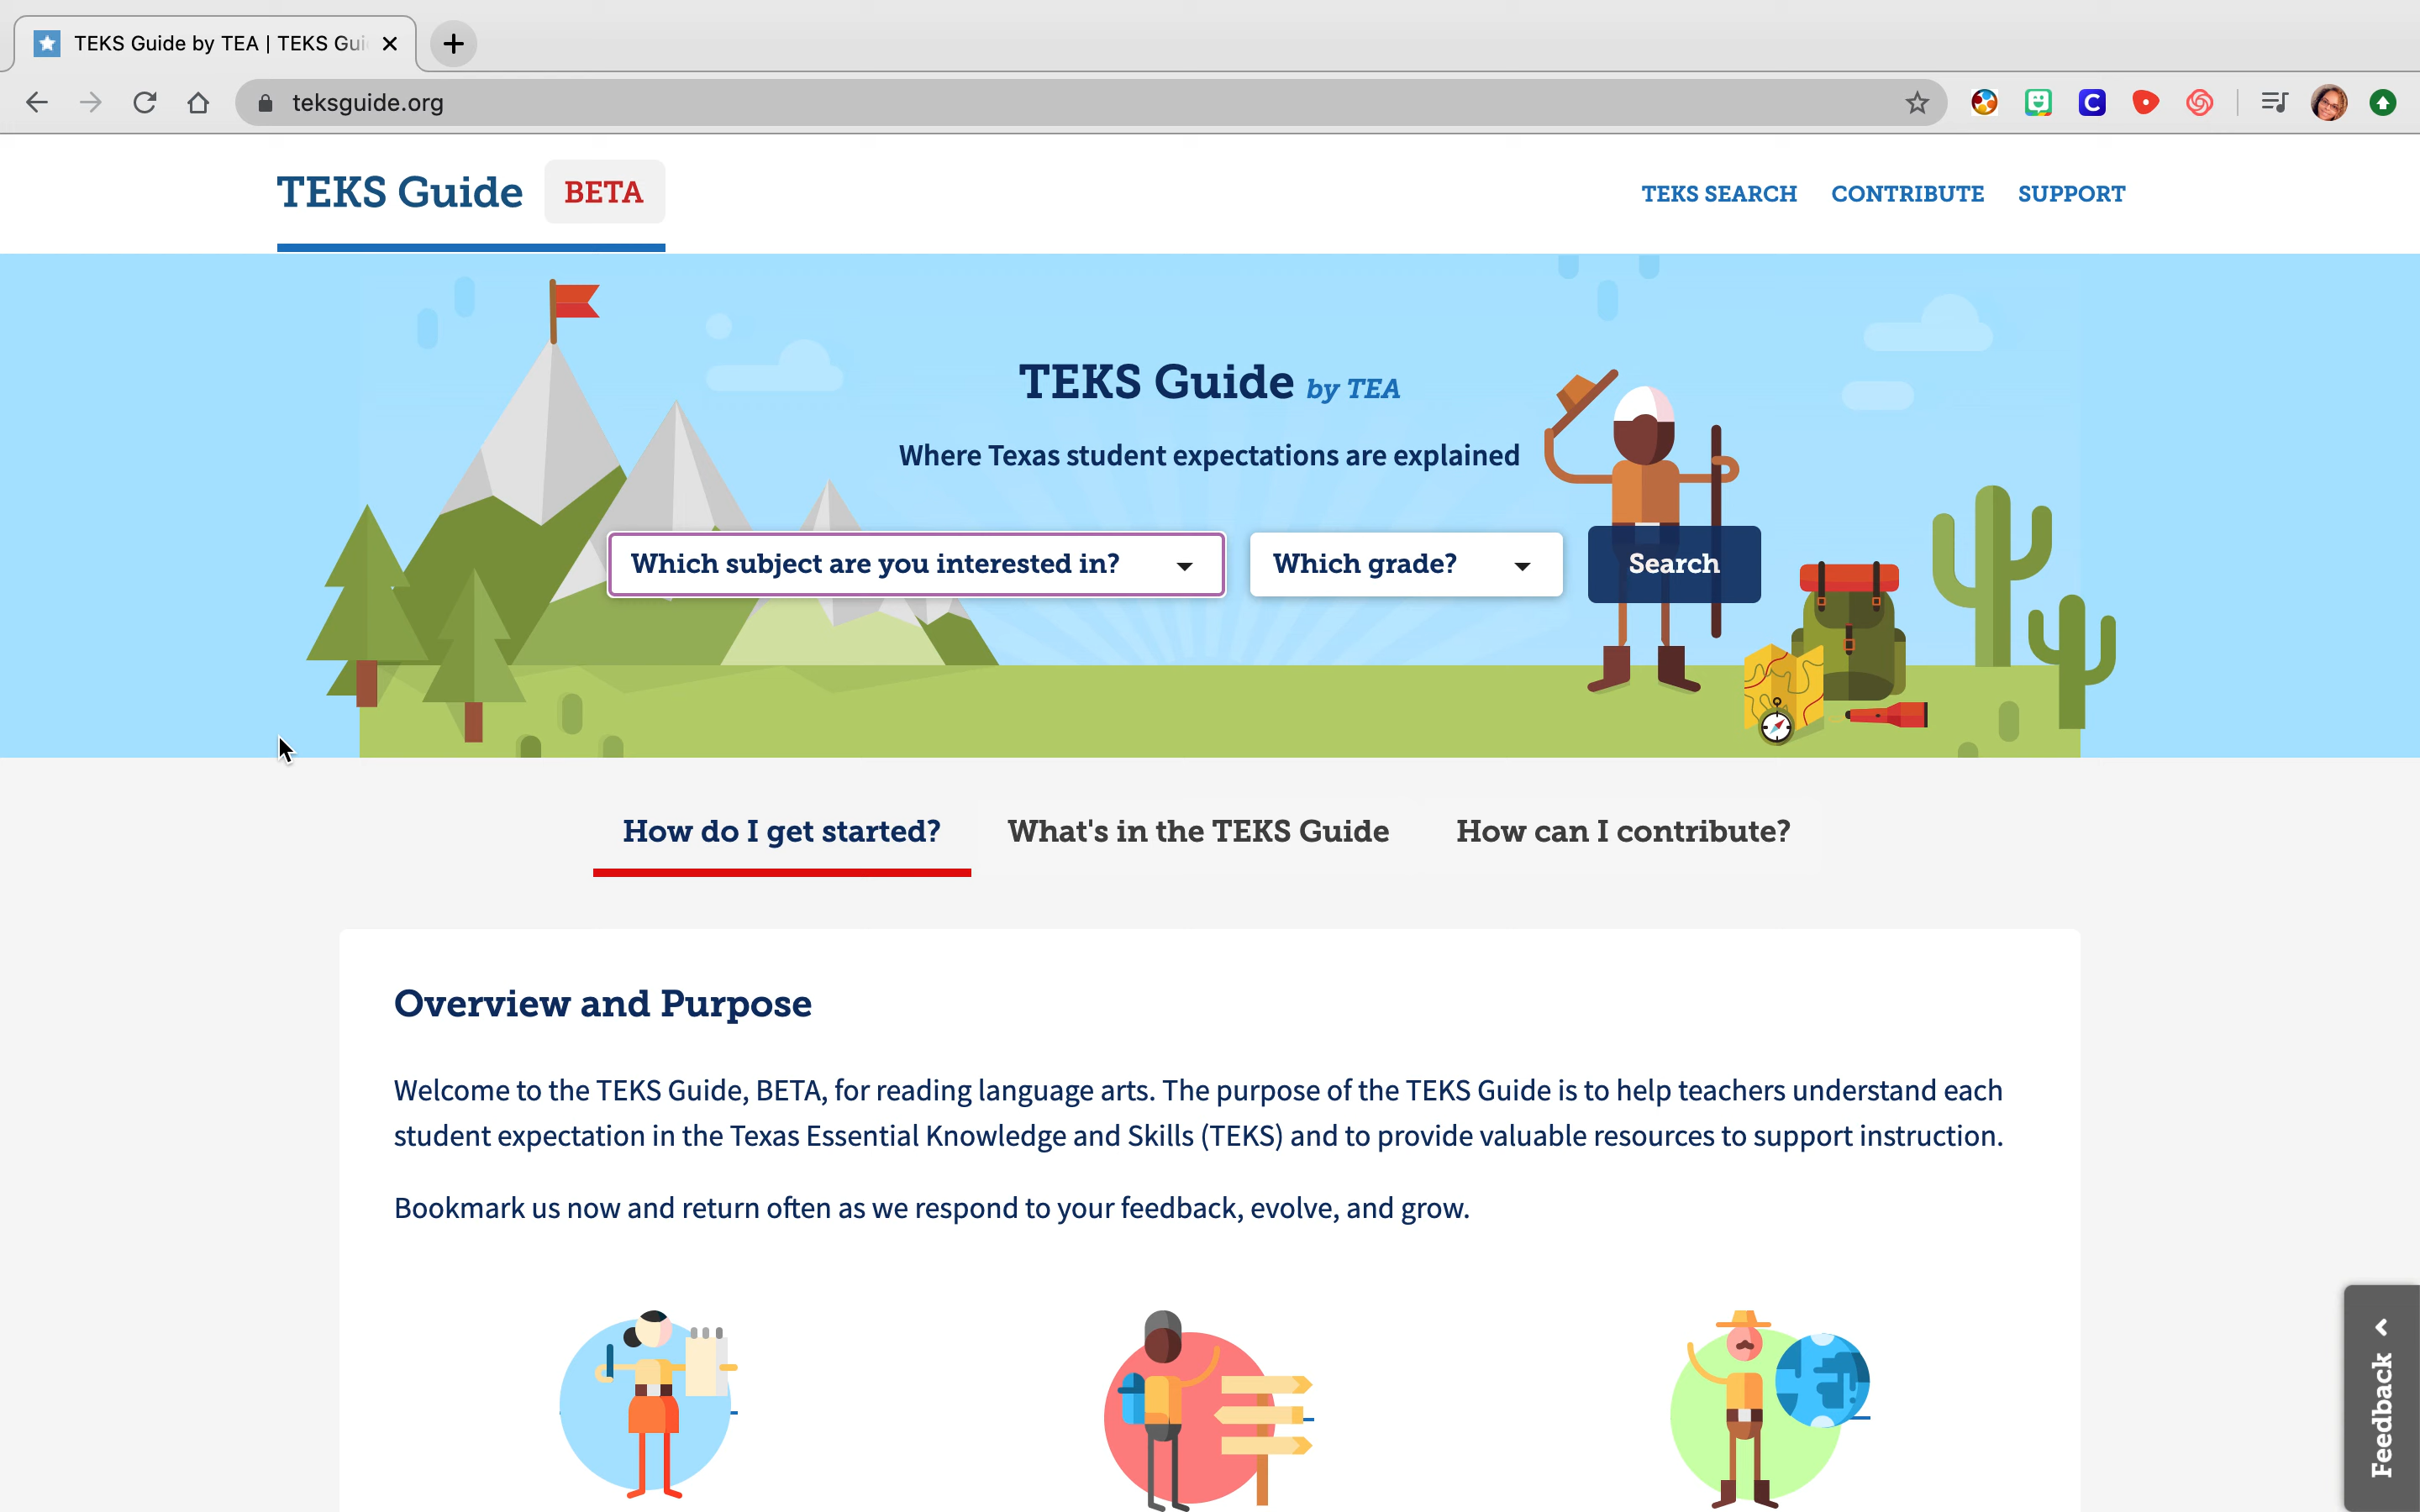 TEKS Guide by TEA | TEKS Gui
teksguide.org
TEKS Guide BETA
TEKS SEARCH CONTRIBUTE SUPPORT
TEKS Guide by TEA
Where Texas student expectations are explained
Which subject are you interested in? Which grade? Search
How do I get started? What's in the TEKS Guide How can I contribute?
Overview and Purpose
Welcome to the TEKS Guide, BETA, for reading language arts. The purpose of the TEKS Guide is to help teachers understand each
student expectation in the Texas Essential Knowledge and Skills (TEKS) and to provide valuable resources to support instruction.
Bookmark us now and return often as we respond to your feedback, evolve, and grow.
Feedback